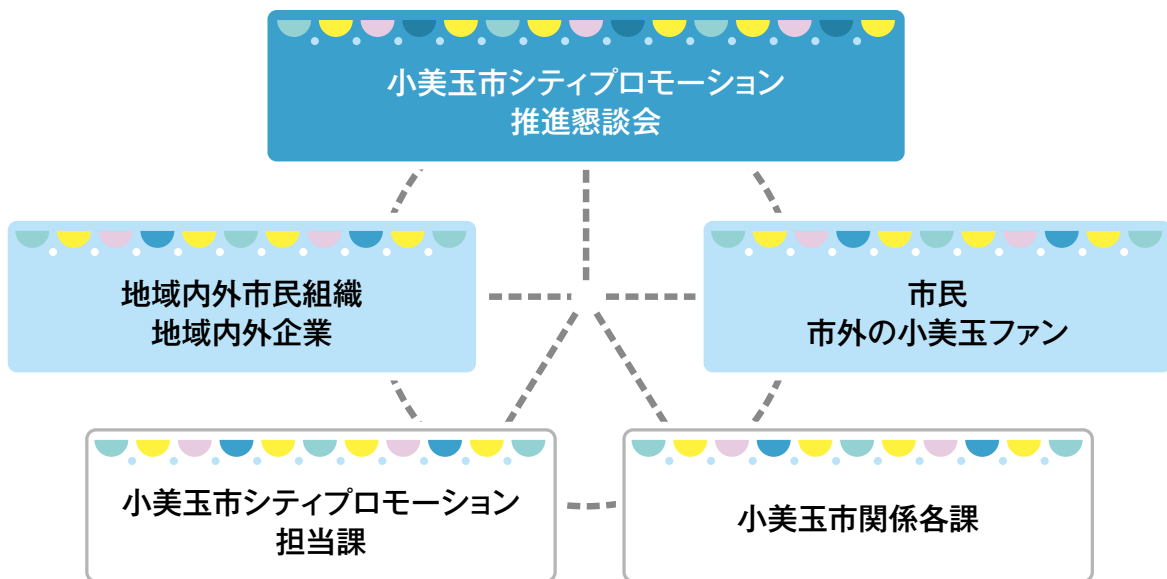 小美玉市シティプロモーション
推進懇談会
地域内外市民組織
地域内外企業
市民
市外の小美玉ファン
小美玉市シティプロモーション
担当課
小美玉市関係各課